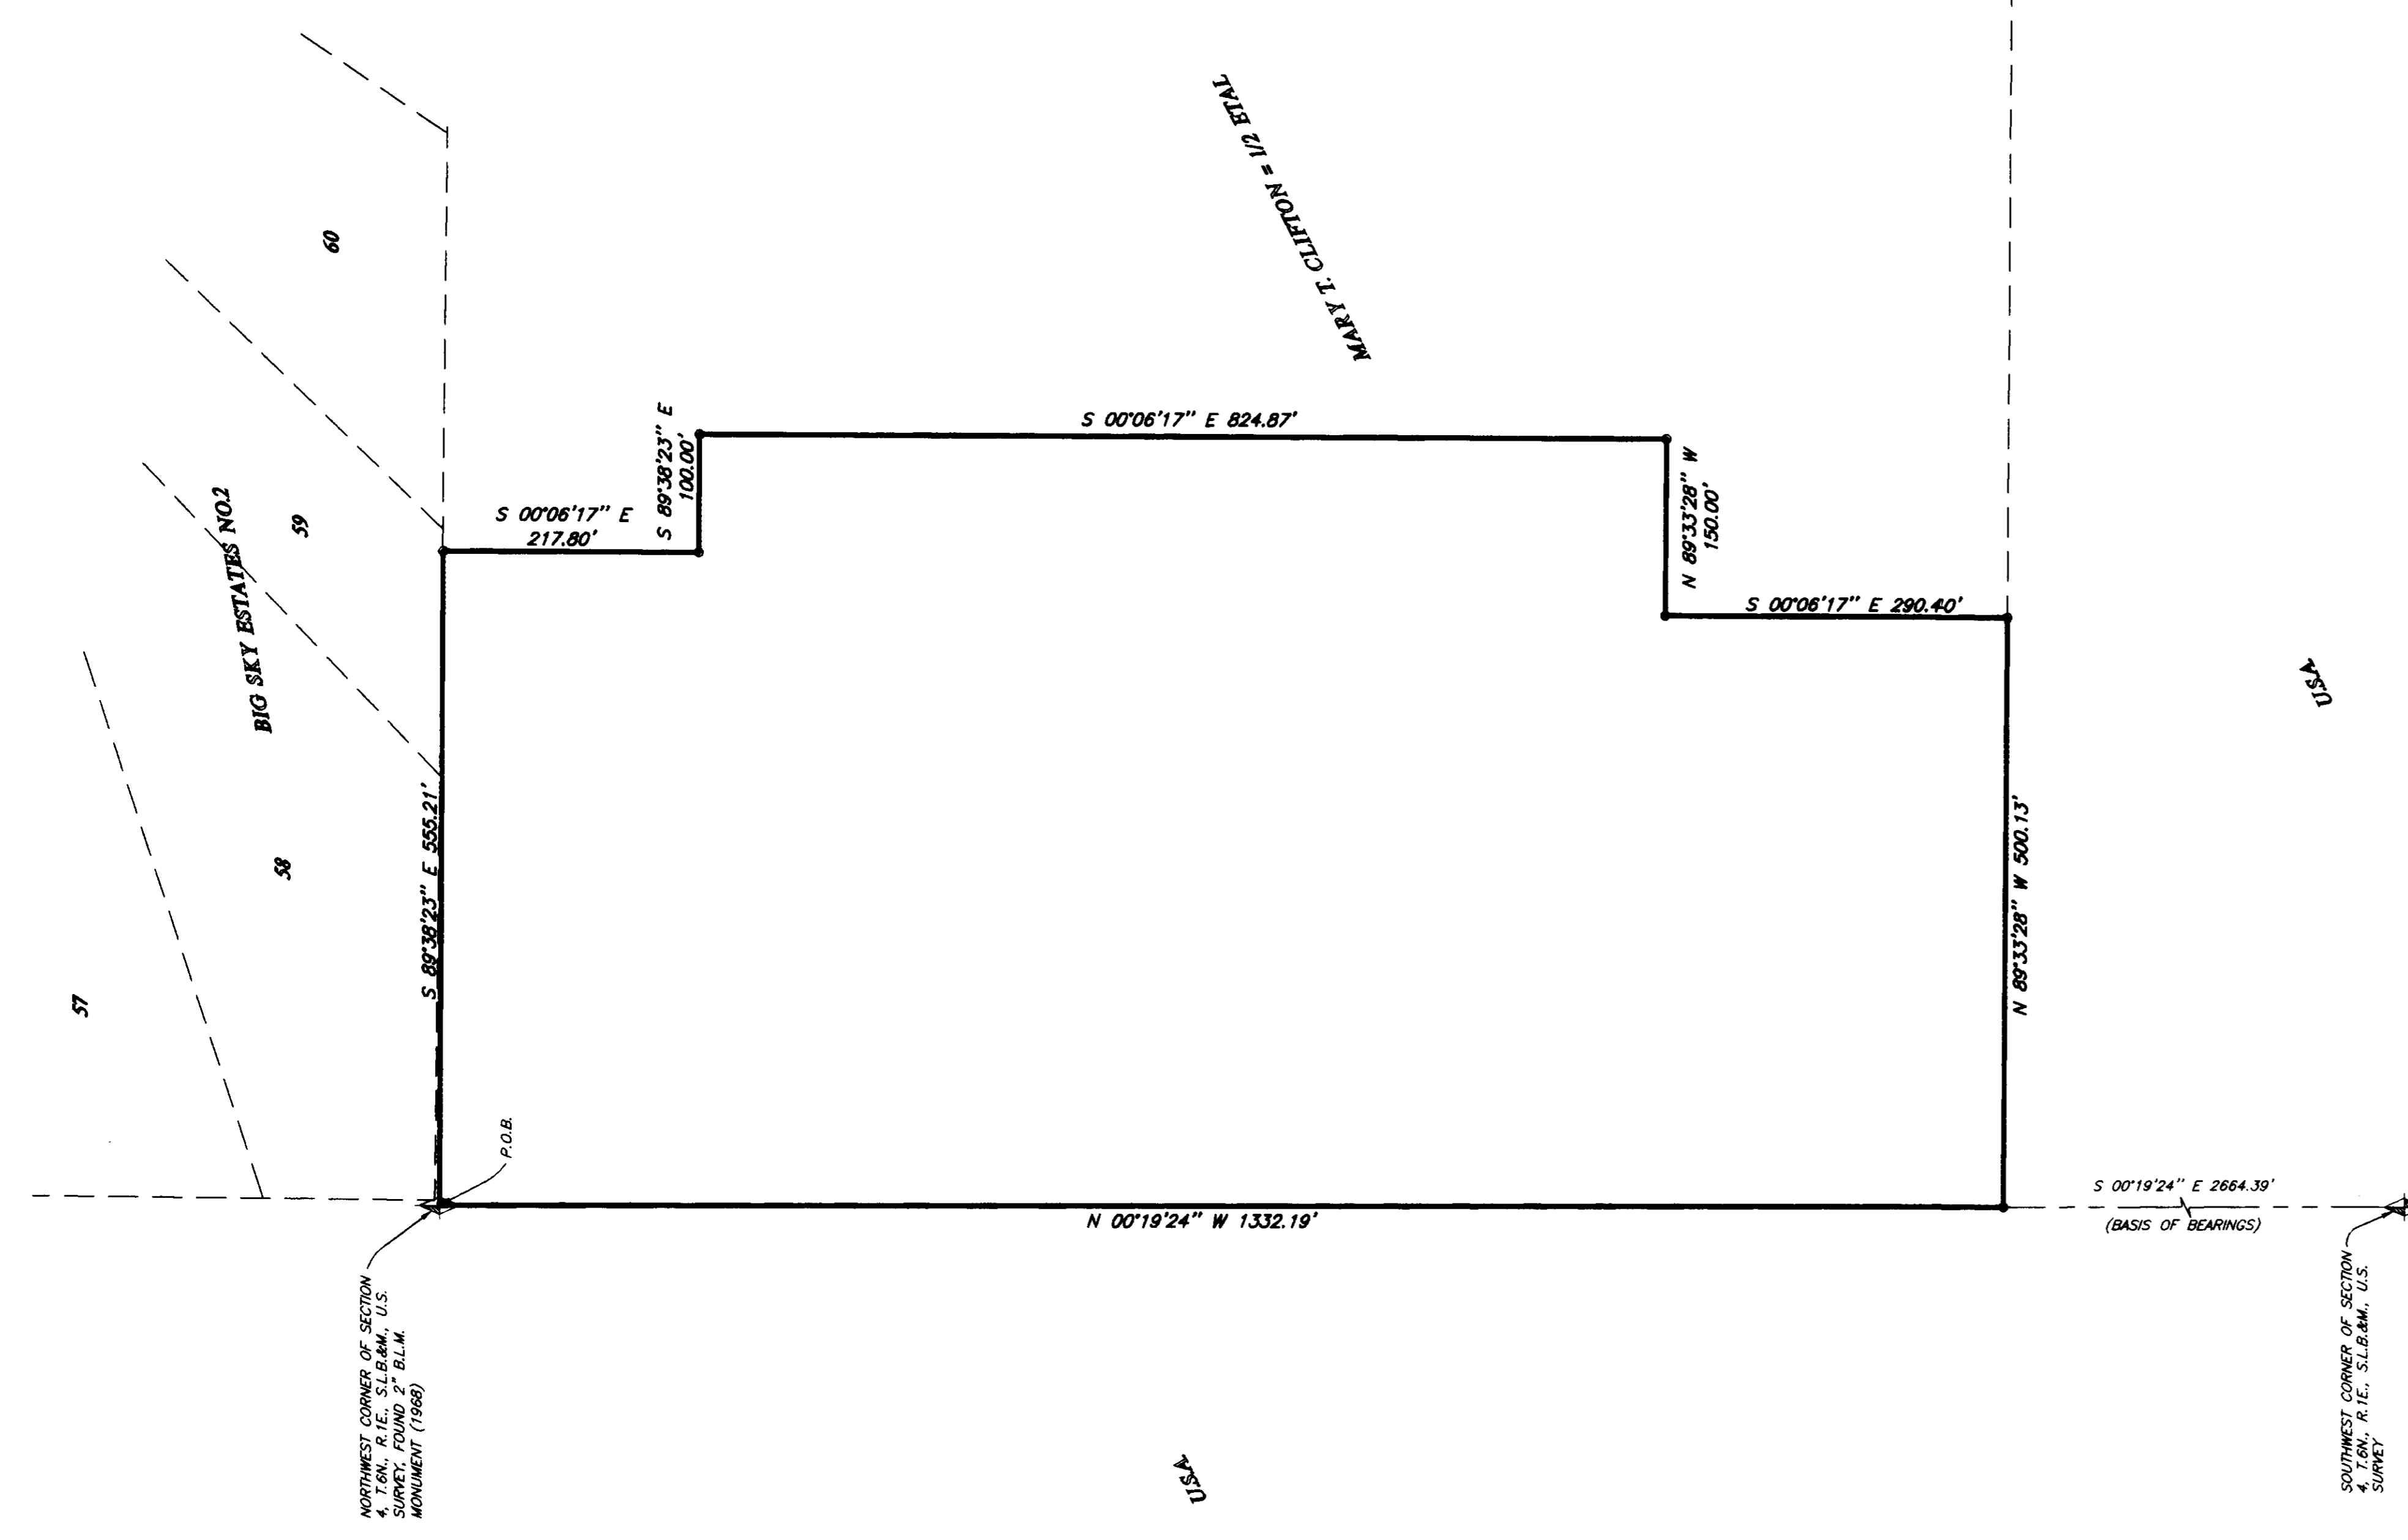 MARY T. CLIFTON = 1/2 ETAL
60
S 00°06'17" E 824.87'
S 89°38'23" E
100.00'
N 89°33'28" W
150.00'
S 00°06'17" E
217.80'
59
BIG SKY ESTATES NO.2
S 00°06'17" E 290.40'
U.S.A.
58
S 89°38'23" E 555.21'
N 89°33'28" W 500.13'
57
P.O.B.
S 00°19'24" E 2664.39'
(BASIS OF BEARINGS)
N 00°19'24" W 1332.19'
NORTHWEST CORNER OF SECTION
4, T.6N., R.1E., S.L.B.&M., U.S.
SURVEY, FOUND 2" B.L.M.
MONUMENT (1968)
U.S.A.
SOUTHWEST CORNER OF SECTION
4, T.6N., R.1E., S.L.B.&M., U.S.
SURVEY